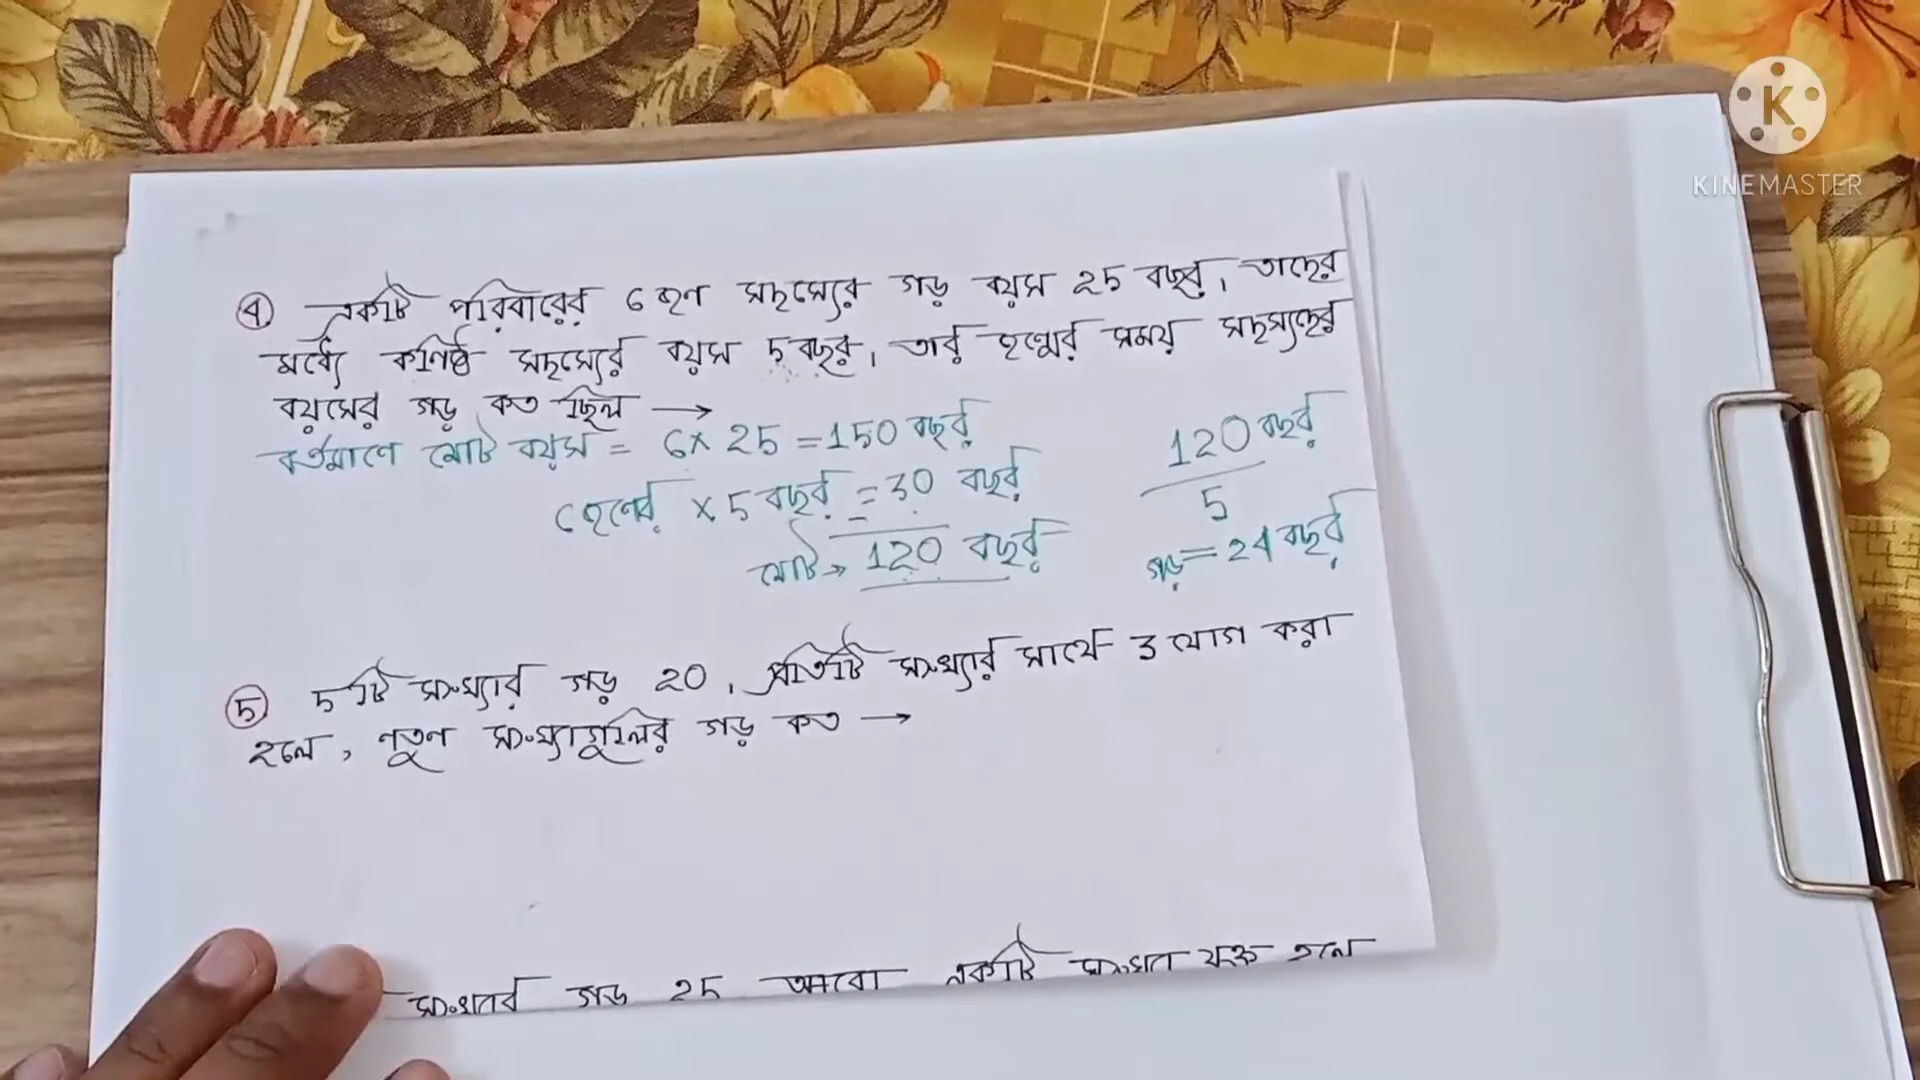 KINEMASTER
④ একটি পরিবারের 6 জন সদস্যের গড় বয়স 25 বছর, তাদের
মধ্যে কনিষ্ঠ সদস্যের বয়স 5 বছর, তার জন্মের সময় সদস্যদের
বয়সের গড় কত ছিল →
বর্তমাণে মোট বয়স = 6 × 25 = 150 বছর
6 জনের × 5 বছর = 30 বছর
মোট → 120 বছর
120 বছর
5
গড় = 24 বছর
⑤ 5 টি সংখ্যার গড় 20, প্রতিটি সংখ্যার সাথে 3 যোগ করা
হলে, নতুণ সংখ্যাগুলির গড় কত →
সংখ্যার গড় 25 আরো একটি সংখ্যা যুক্ত হলে